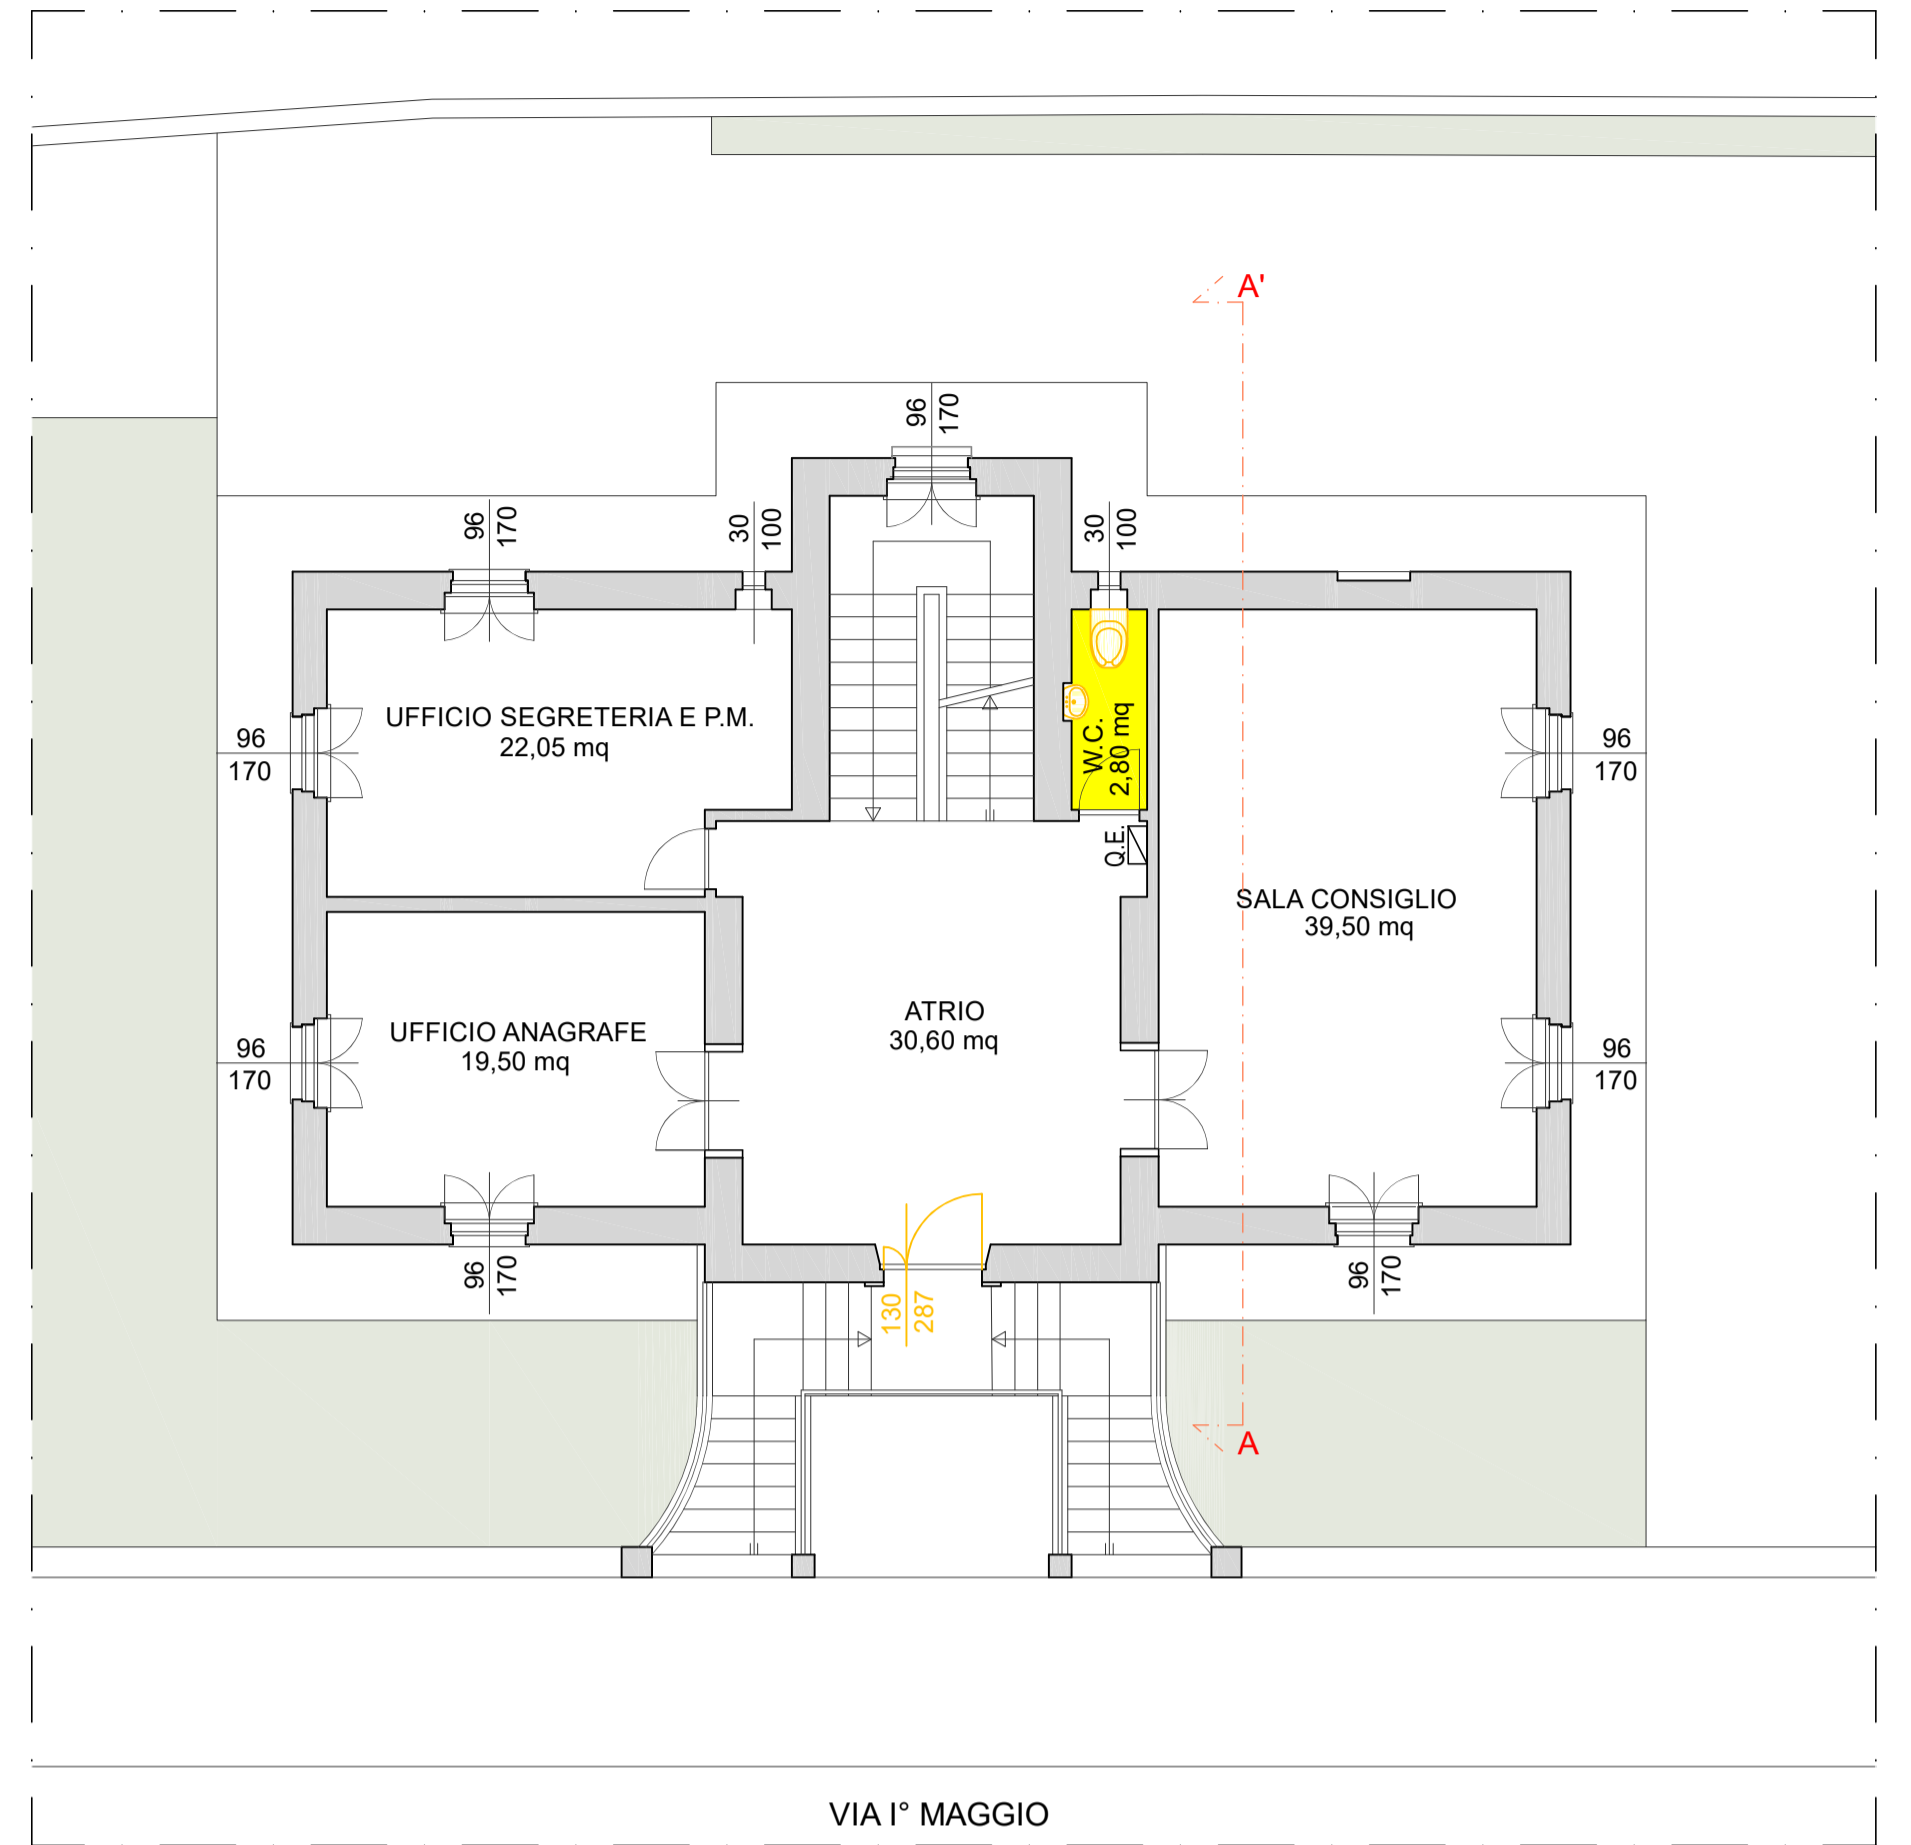 A'
96
170
96
170
30
100
30
100
UFFICIO SEGRETERIA E P.M.
22,05 mq
W.C.
2,80 mq
96
170
96
170
Q.E.
SALA CONSIGLIO
39,50 mq
ATRIO
30,60 mq
UFFICIO ANAGRAFE
19,50 mq
96
170
96
170
96
170
130
287
96
170
A
VIA I° MAGGIO